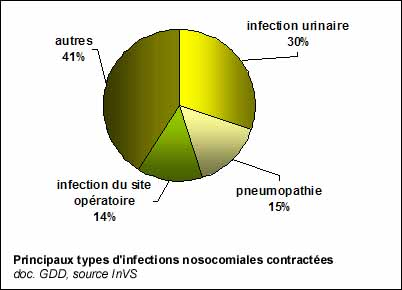 infection urinaire
30%
autres
41%
infection du site
opératoire
14%
pneumopathie
15%
Principaux types d'infections nosocomiales contractées
doc. GDD, source InVS